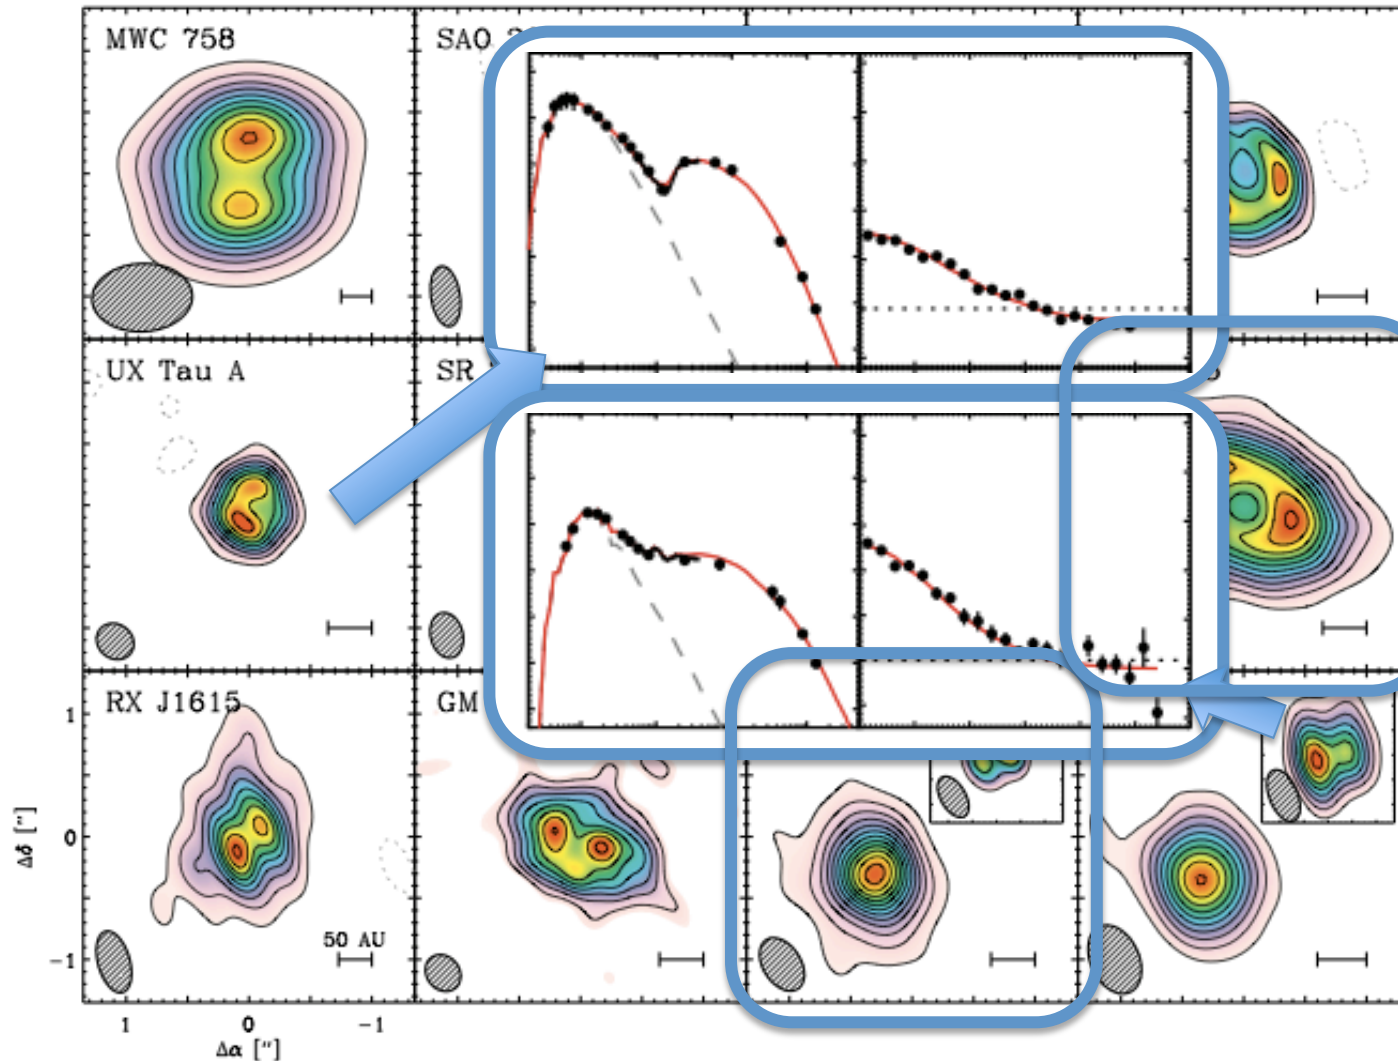 MWC 758
SAO
UX Tau A
SR
RX J1615
GM
50 AU
1
0
-1
Δδ ["]
1
0
-1
Δα ["]